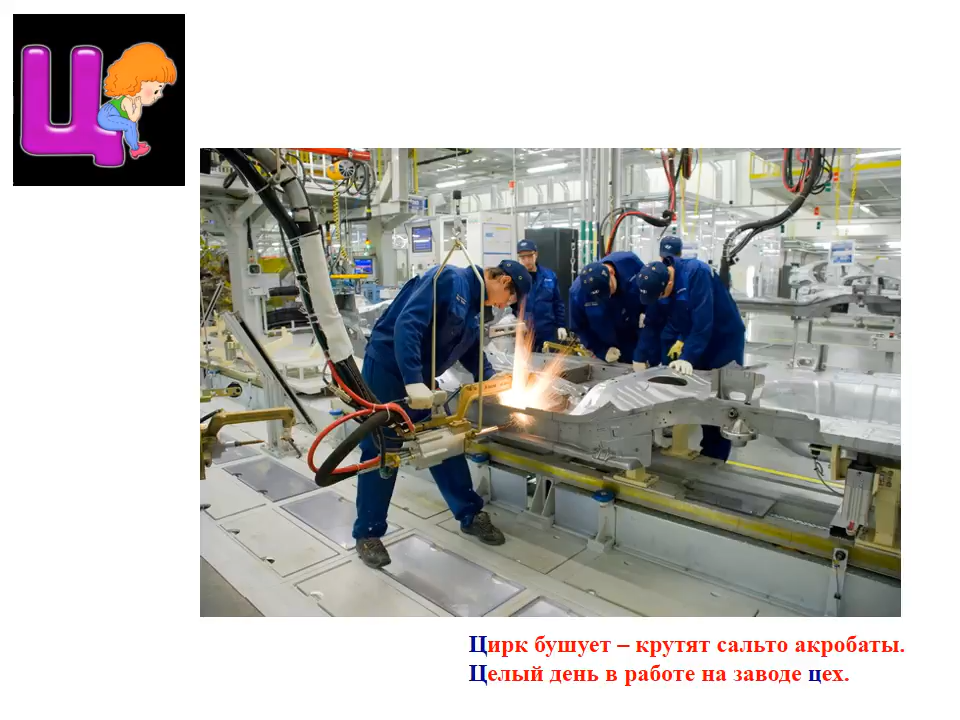 Ц
Цирк бушует – крутят сальто акробаты.
Целый день в работе на заводе цех.